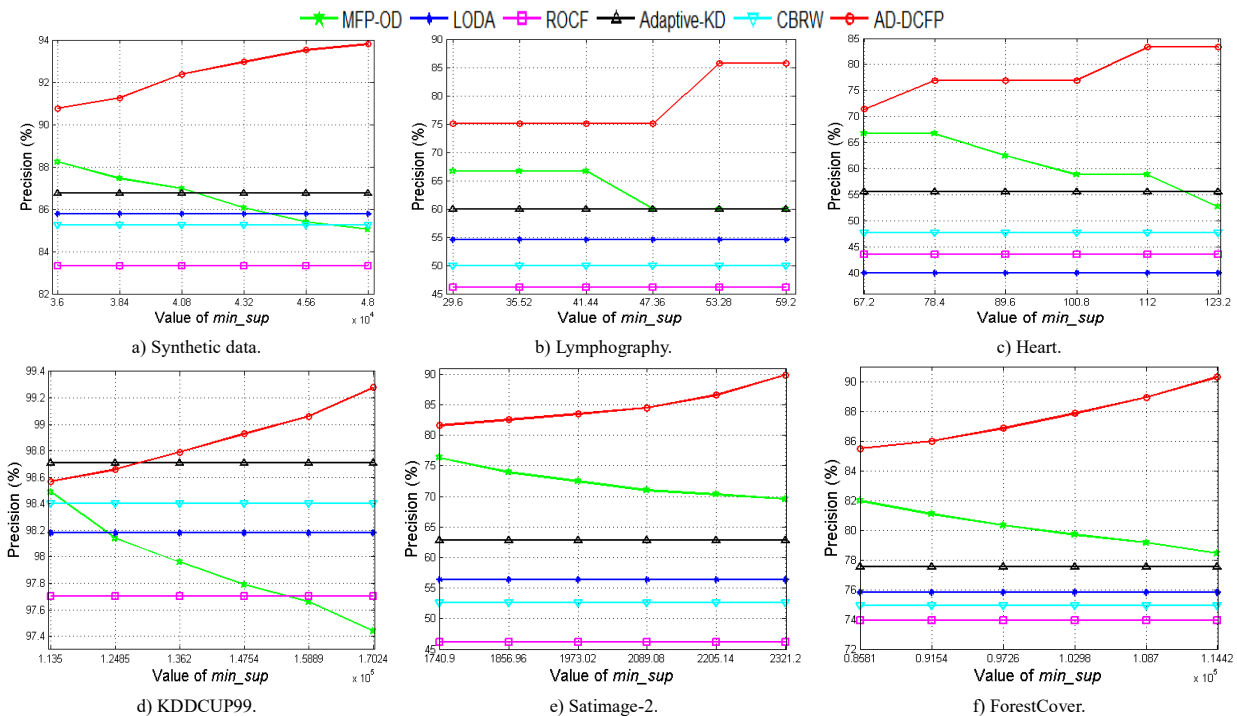 MFP-OD LODA ROCF Adaptive-KD CBRW AD-DCFP
94
92
90
88
86
84
82
Precision (%)
3.6 3.84 4.08 4.32 4.56 4.8
Value of min_sup x 10^4
a) Synthetic data.
90
85
80
75
70
65
60
55
50
45
Precision (%)
29.6 35.52 41.44 47.36 53.28 59.2
Value of min_sup
b) Lymphography.
85
80
75
70
65
60
55
50
45
40
Precision (%)
67.2 78.4 89.6 100.8 112 123.2
Value of min_sup
c) Heart.
99.4
99.2
99
98.8
98.6
98.4
98.2
98
97.8
97.6
97.4
Precision (%)
1.135 1.2485 1.362 1.4754 1.5889 1.7024
Value of min_sup x 10^5
d) KDDCUP99.
90
85
80
75
70
65
60
55
50
45
Precision (%)
1740.9 1856.96 1973.02 2089.08 2205.14 2321.2
Value of min_sup
e) Satimage-2.
90
88
86
84
82
80
78
76
74
72
Precision (%)
0.8581 0.9154 0.9726 1.0298 1.087 1.1442
Value of min_sup x 10^5
f) ForestCover.